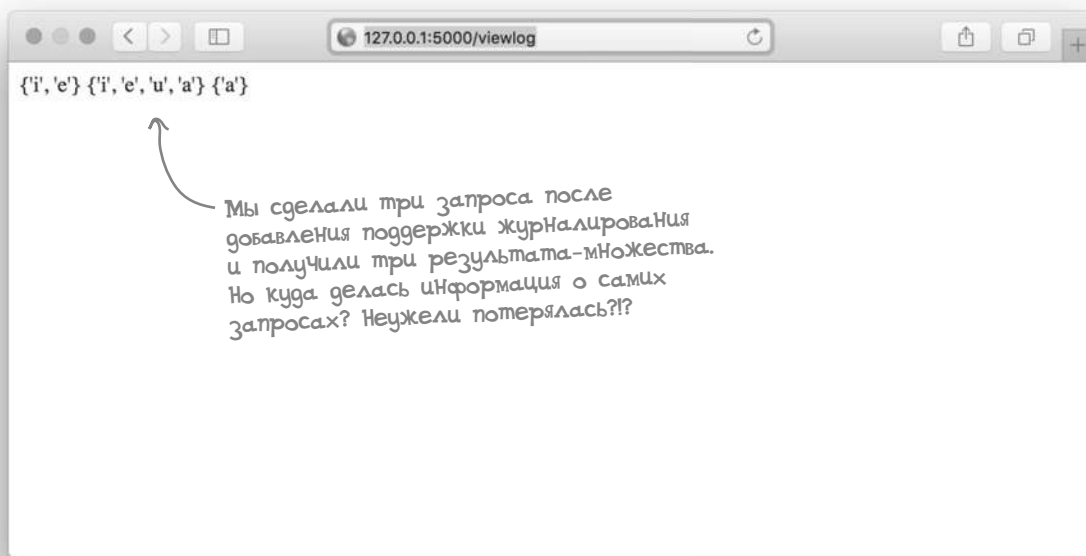 127.0.0.1:5000/viewlog
{'i', 'e'} {'i', 'e', 'u', 'a'} {'a'}
Мы сделали три запроса после
добавления поддержки журналирования
и получили три результата-множества.
Но куда делась информация о самих
запросах? Неужели потерялась?!?